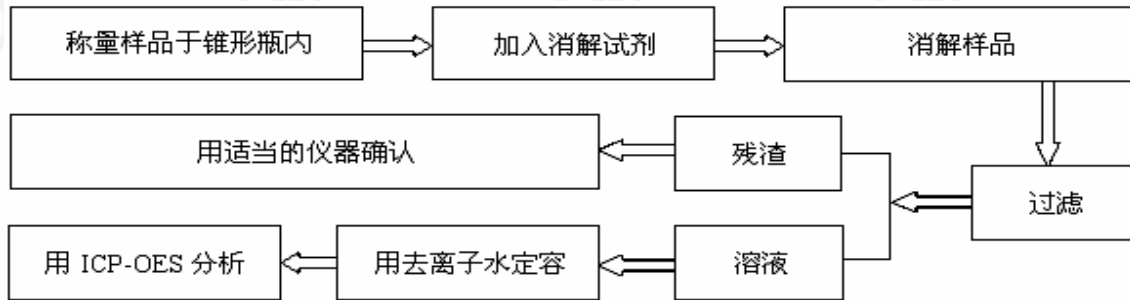 称量样品于锥形瓶内
加入消解试剂
消解样品
用适当的仪器确认
残渣
过滤
用 ICP-OES 分析
用去离子水定容
溶液